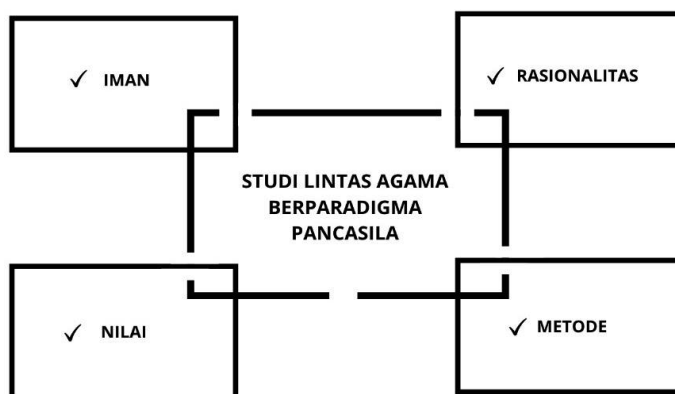 ✓ IMAN
✓ RASIONALITAS
STUDI LINTAS AGAMA
BERPARADIGMA
PANCASILA
✓ NILAI
✓ METODE